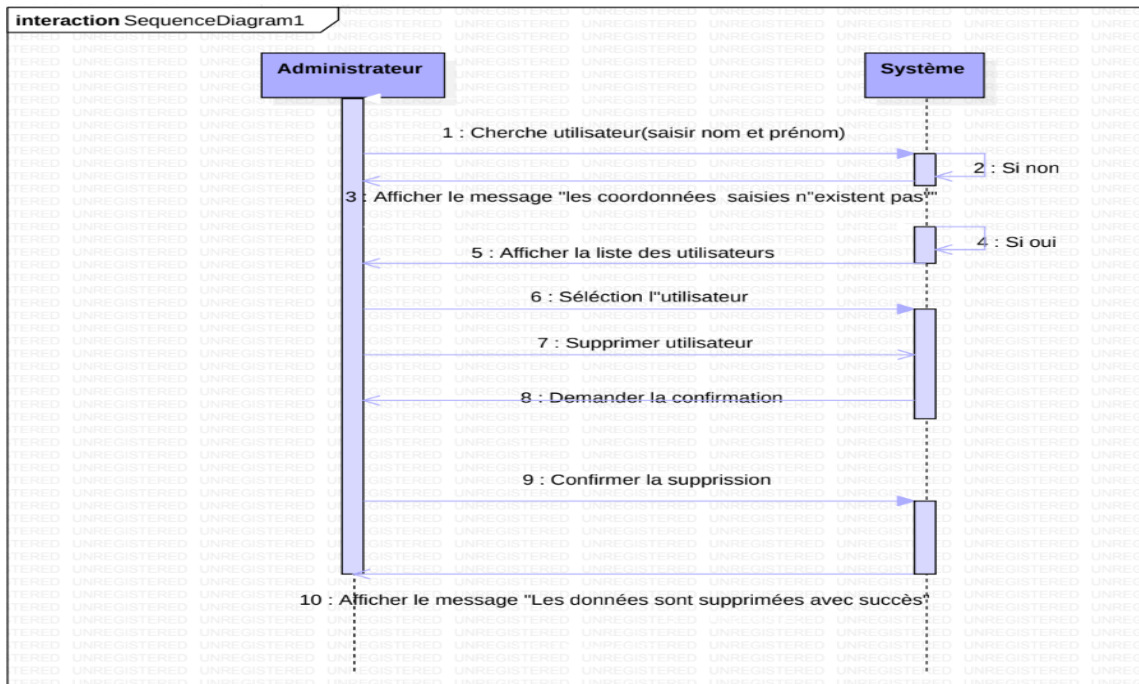 interaction SequenceDiagram1
Administrateur
Système
1 : Cherche utilisateur(saisir nom et prénom)
2 : Si non
3 : Afficher le message "les coordonnées saisies n"existent pas""
4 : Si oui
5 : Afficher la liste des utilisateurs
6 : Séléction l"utilisateur
7 : Supprimer utilisateur
8 : Demander la confirmation
9 : Confirmer la supprission
10 : Afficher le message "Les données sont supprimées avec succès"
UNREGISTERED